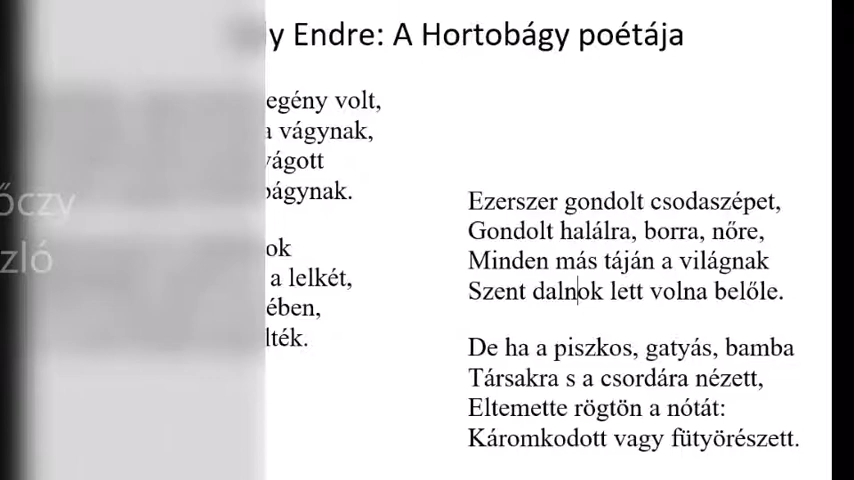 y Endre: A Hortobágy poétája
egény volt,
a vágynak,
vágott
bágynak.
ok
a lelkét,
ében,
lték.
őczy
zló
Ezerszer gondolt csodaszépet,
Gondolt halálra, borra, nőre,
Minden más táján a világnak
Szent dalnok lett volna belőle.
De ha a piszkos, gatyás, bamba
Társakra s a csordára nézett,
Eltemette rögtön a nótát:
Káromkodott vagy fütyörészett.